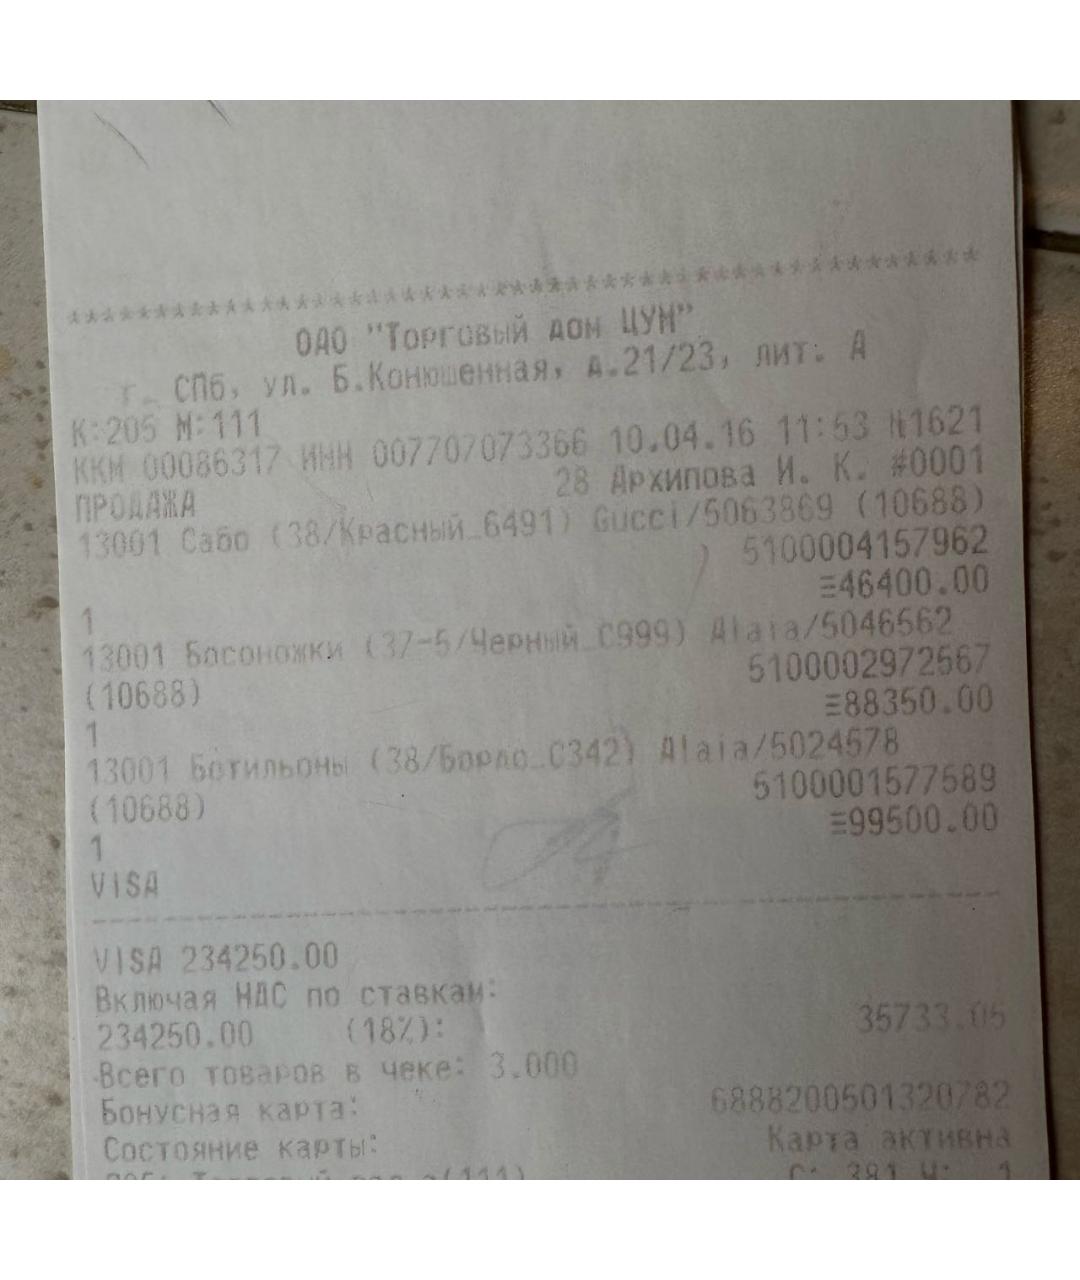 *******************************************************
ОАО "Торговый дом ЦУМ"
г. СПб, ул. Б.Конюшенная, д.21/23, лит. А
К:205 М:111
ККМ 00086317 ИНН 007707073366 10.04.16 11:53 №1621
ПРОДАЖА 28 Архипова И. К. #0001
13001 Сабо (38/Красный_6491) Gucci/5063869 (10688)
5100004157962
1 ≡46400.00
13001 Босоножки (37-5/Черный_C999) Alaia/5046562
(10688) 5100002972567
1 ≡88350.00
13001 Ботильоны (38/Бордо_C342) Alaia/5024578
(10688) 5100001577589
1 ≡99500.00
VISA
VISA 234250.00
Включая НДС по ставкам:
234250.00 (18%): 35733.05
Всего товаров в чеке: 3.000
Бонусная карта: 6888200501320782
Состояние карты: Карта активна